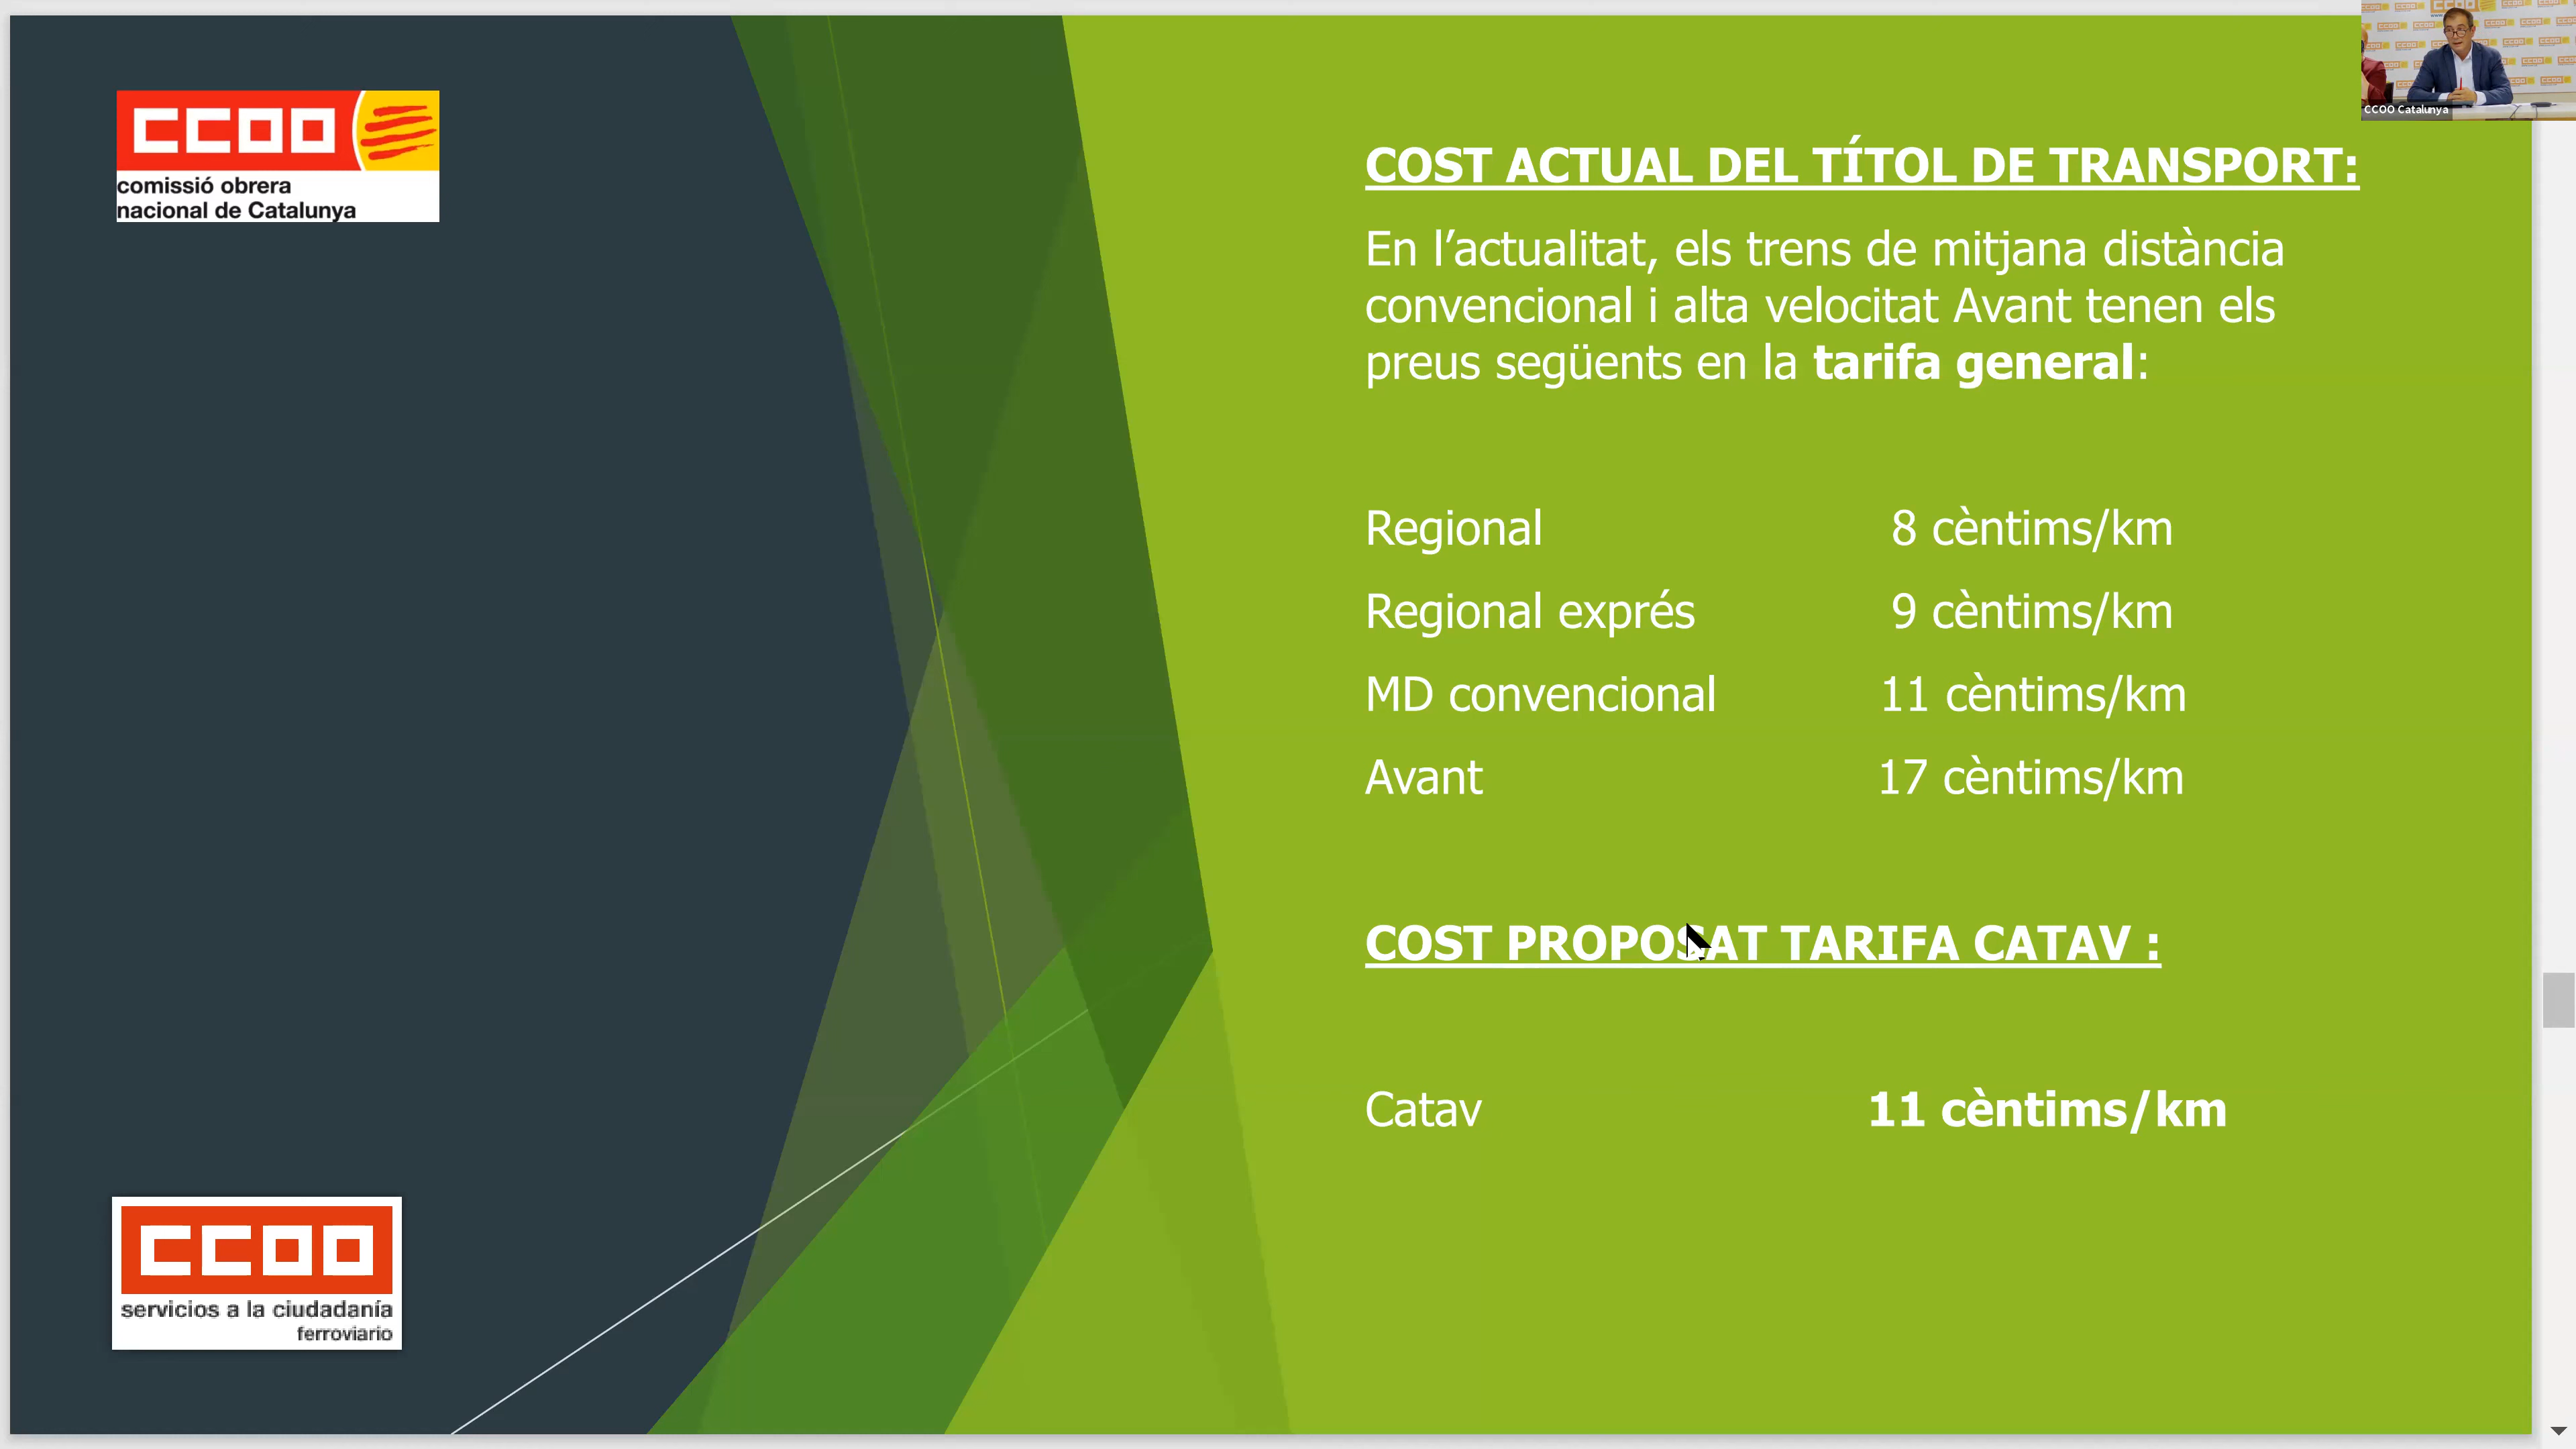 CCOO
comissió obrera
nacional de Catalunya
CCOO Catalunya
COST ACTUAL DEL TÍTOL DE TRANSPORT:
En l’actualitat, els trens de mitjana distància
convencional i alta velocitat Avant tenen els
preus següents en la tarifa general:
Regional 8 cèntims/km
Regional exprés 9 cèntims/km
MD convencional 11 cèntims/km
Avant 17 cèntims/km
COST PROPOSAT TARIFA CATAV :
Catav 11 cèntims/km
CCOO
servicios a la ciudadanía
ferroviario